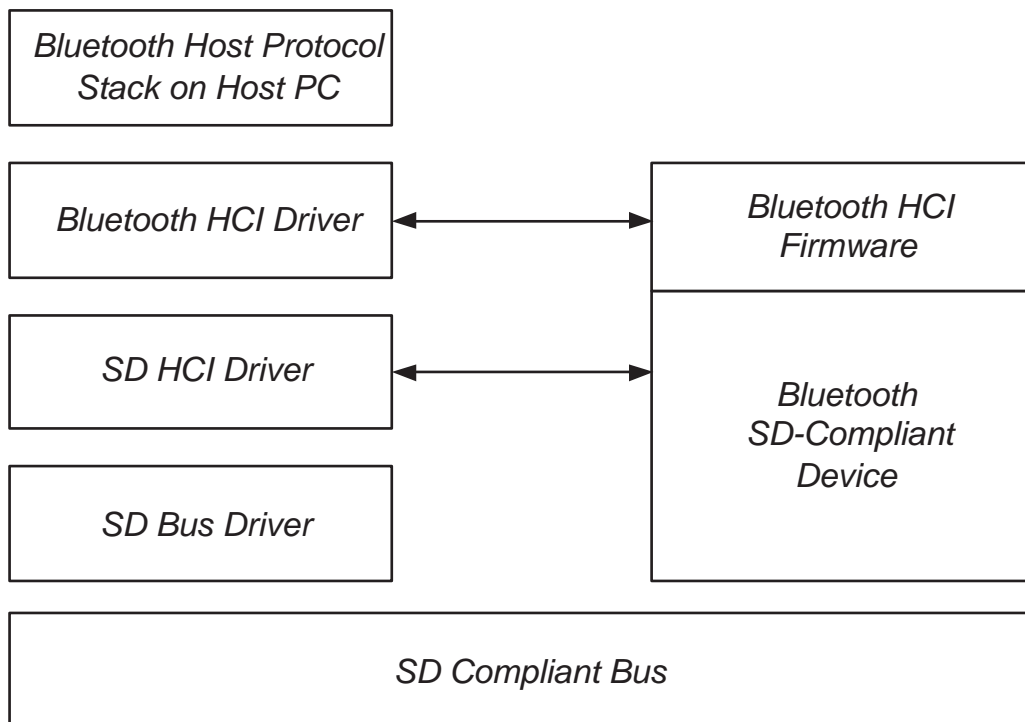 Bluetooth Host Protocol
Stack on Host PC
Bluetooth HCI Driver
Bluetooth HCI
Firmware
SD HCI Driver
Bluetooth
SD-Compliant
Device
SD Bus Driver
SD Compliant Bus